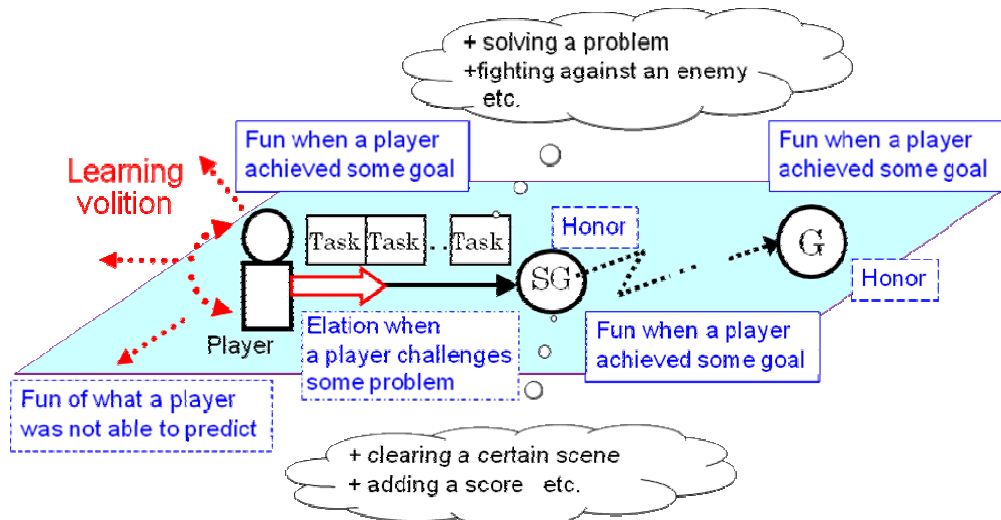 + solving a problem
+fighting against an enemy
etc.
Fun when a player
achieved some goal
Fun when a player
achieved some goal
Learning
volition
Task Task . . Task
Honor
SG
G
Honor
Player
Elation when
a player challenges
some problem
Fun when a player
achieved some goal
Fun of what a player
was not able to predict
+ clearing a certain scene
+ adding a score etc.